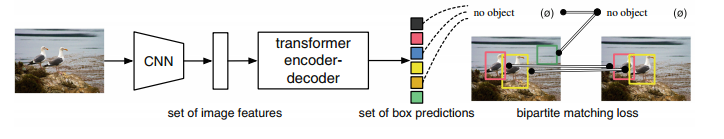 no object (ø) no object (ø)
CNN
transformer
encoder-
decoder
set of image features
set of box predictions
bipartite matching loss